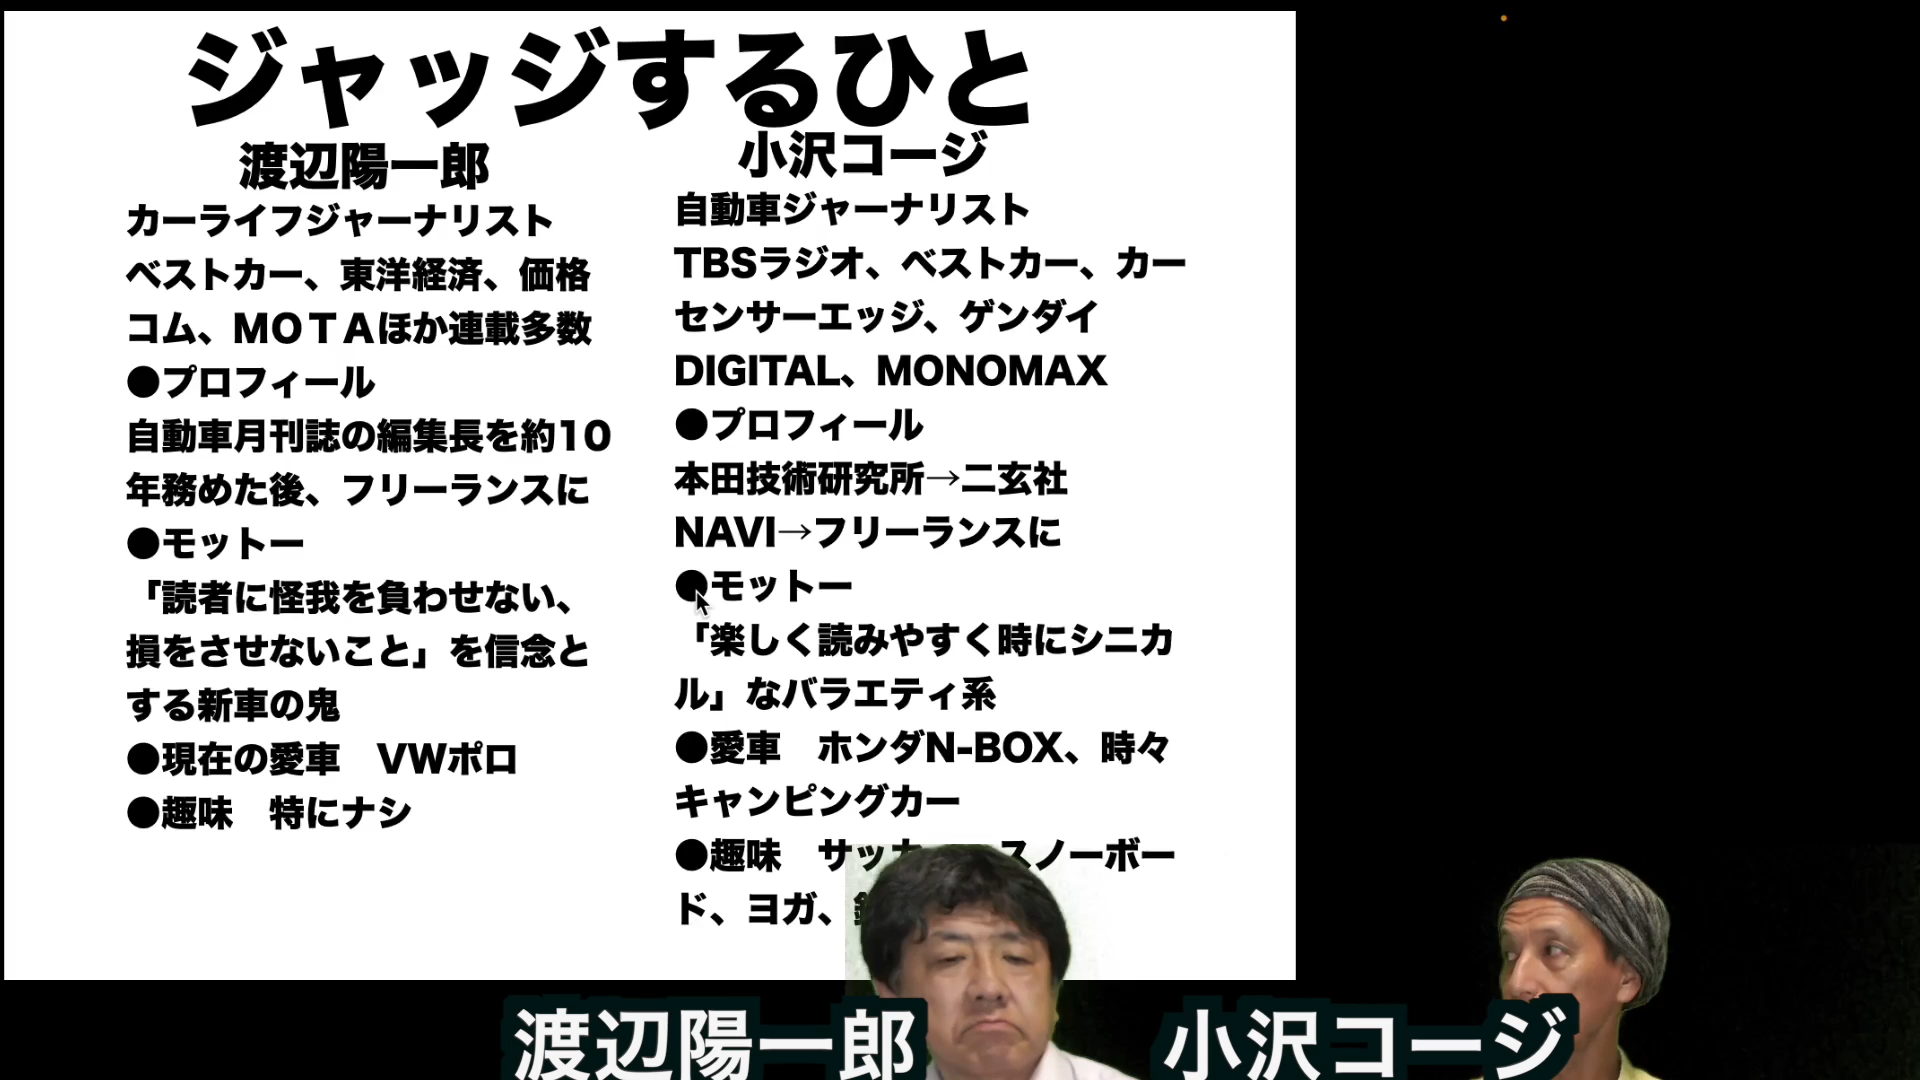 ジャッジするひと
渡辺陽一郎
カーライフジャーナリスト
ベストカー、東洋経済、価格
コム、ＭＯＴＡほか連載多数
●プロフィール
自動車月刊誌の編集長を約10
年務めた後、フリーランスに
●モットー
「読者に怪我を負わせない、
損をさせないこと」を信念と
する新車の鬼
●現在の愛車　VWポロ
●趣味　特にナシ
小沢コージ
自動車ジャーナリスト
TBSラジオ、ベストカー、カー
センサーエッジ、ゲンダイ
DIGITAL、MONOMAX
●プロフィール
本田技術研究所→二玄社
NAVI→フリーランスに
●モットー
「楽しく読みやすく時にシニカ
ル」なバラエティ系
●愛車　ホンダN-BOX、時々
キャンピングカー
●趣味　サッカ スノーボー
ド、ヨガ、
渡辺陽一郎
小沢コージ